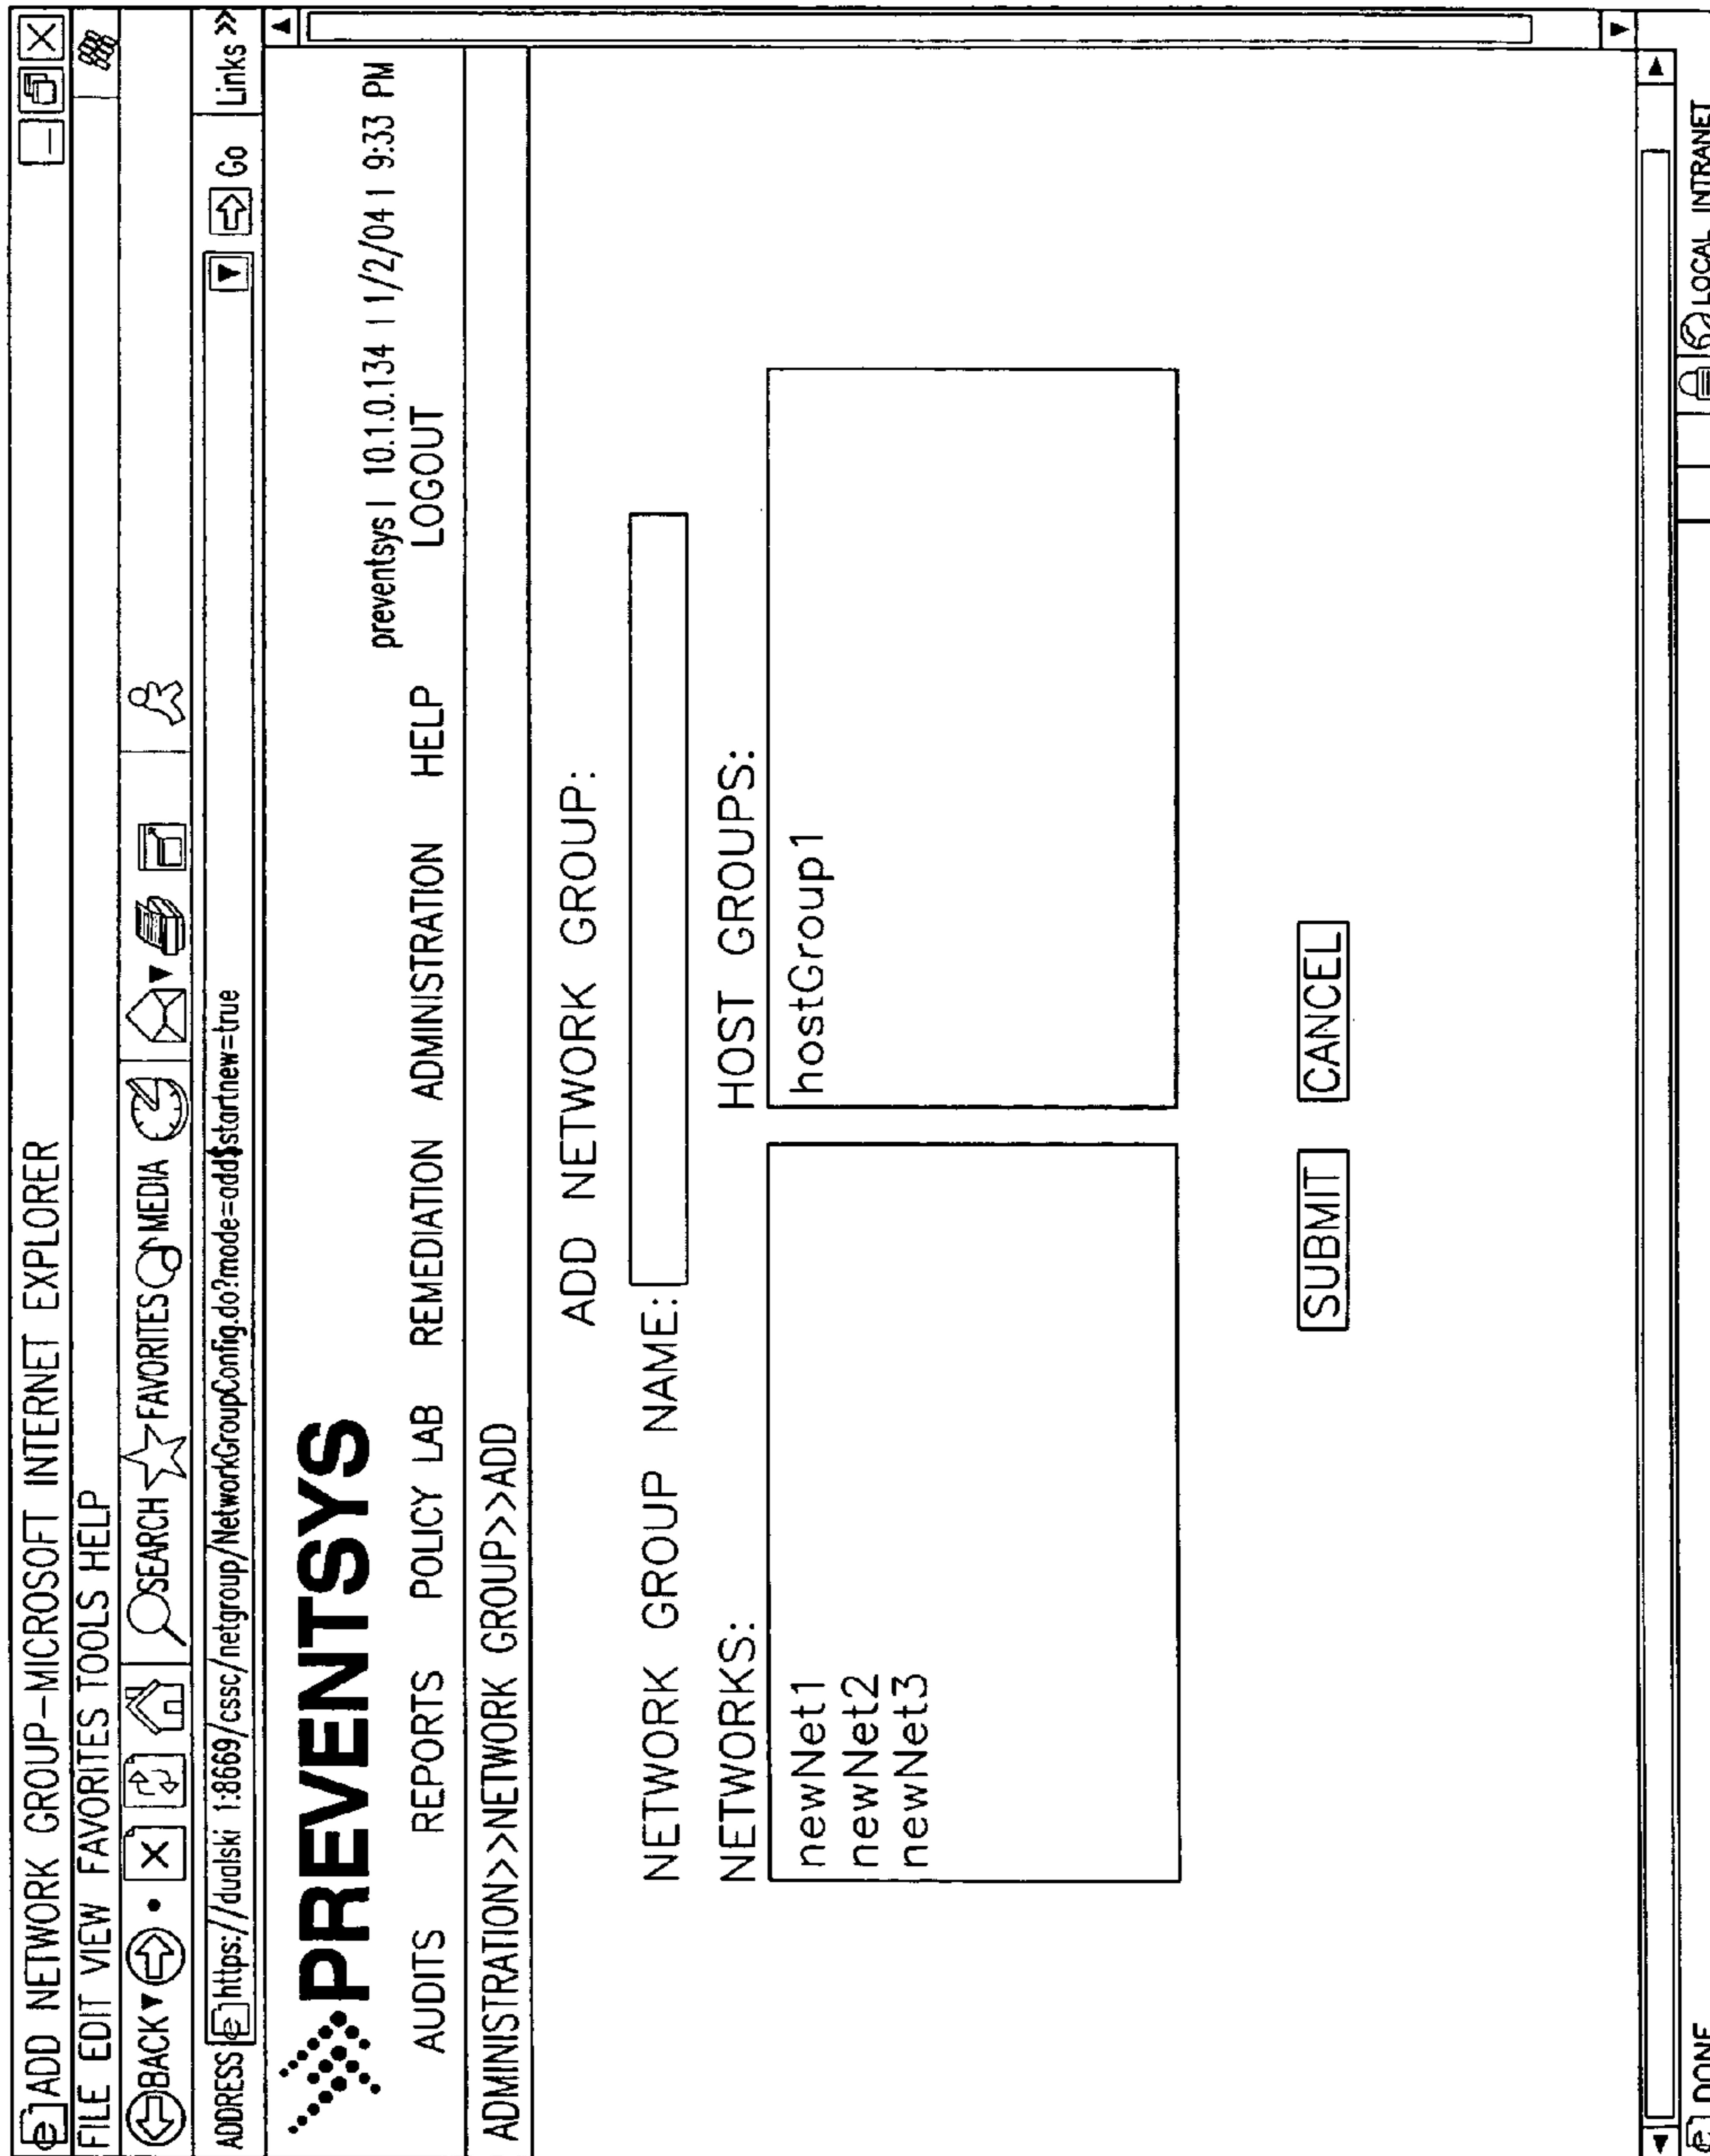 ADD NETWORK GROUP-MICROSOFT INTERNET EXPLORER
FILE EDIT VIEW FAVORITES TOOLS HELP
BACK SEARCH FAVORITES MEDIA
ADDRESS https://dualski 1:8669/cssc/netgroup/NetworkGroupConfig.do?mode=add$startnew=true Go Links >>
PREVENTSYS
preventsys | 10.1.0.134 | 1/2/04 | 9:33 PM
AUDITS REPORTS POLICY LAB REMEDIATION ADMINISTRATION HELP LOGOUT
ADMINISTRATION>>NETWORK GROUP>>ADD
ADD NETWORK GROUP:
NETWORK GROUP NAME:
NETWORKS: HOST GROUPS:
newNet1 hostGroup1
newNet2
newNet3
SUBMIT CANCEL
DONE LOCAL INTRANET